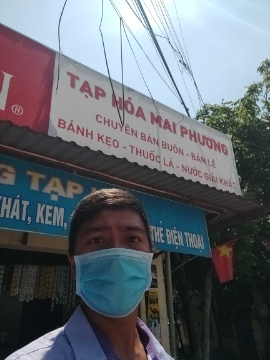 N®
TẠP HÓA MAI PHƯƠNG
CHUYÊN BÁN BUÔN - BÁN LẺ
BÁNH KẸO - THUỐC LÁ - NƯỚC GIẢI KHÁT
G TẠP
KHÁT, KEM,
THẺ ĐIỆN THOẠI